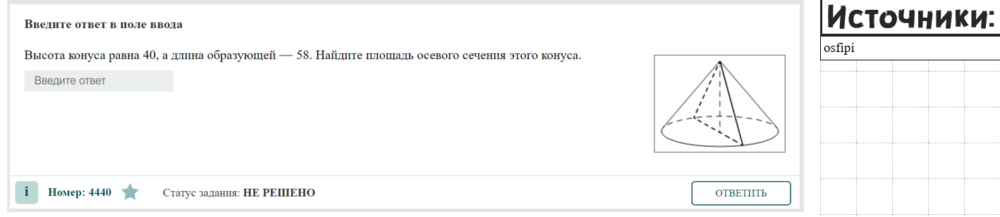 Введите ответ в поле ввода
Высота конуса равна 40, а длина образующей — 58. Найдите площадь осевого сечения этого конуса.
Введите ответ
i Номер: 4440 Статус задания: НЕ РЕШЕНО ОТВЕТИТЬ
Источники:
osfipi